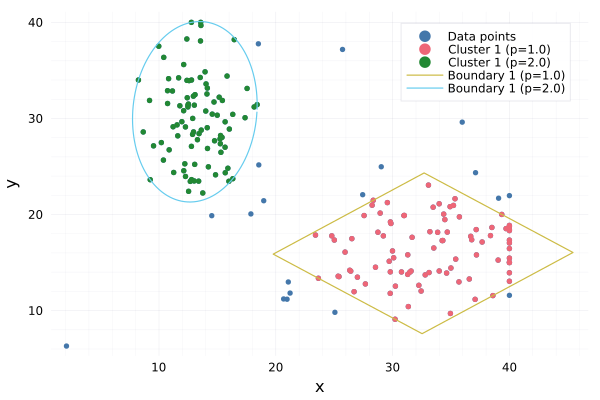 40
30
20
10
y
Data points
Cluster 1 (p=1.0)
Cluster 1 (p=2.0)
Boundary 1 (p=1.0)
Boundary 1 (p=2.0)
10 20 30 40
x